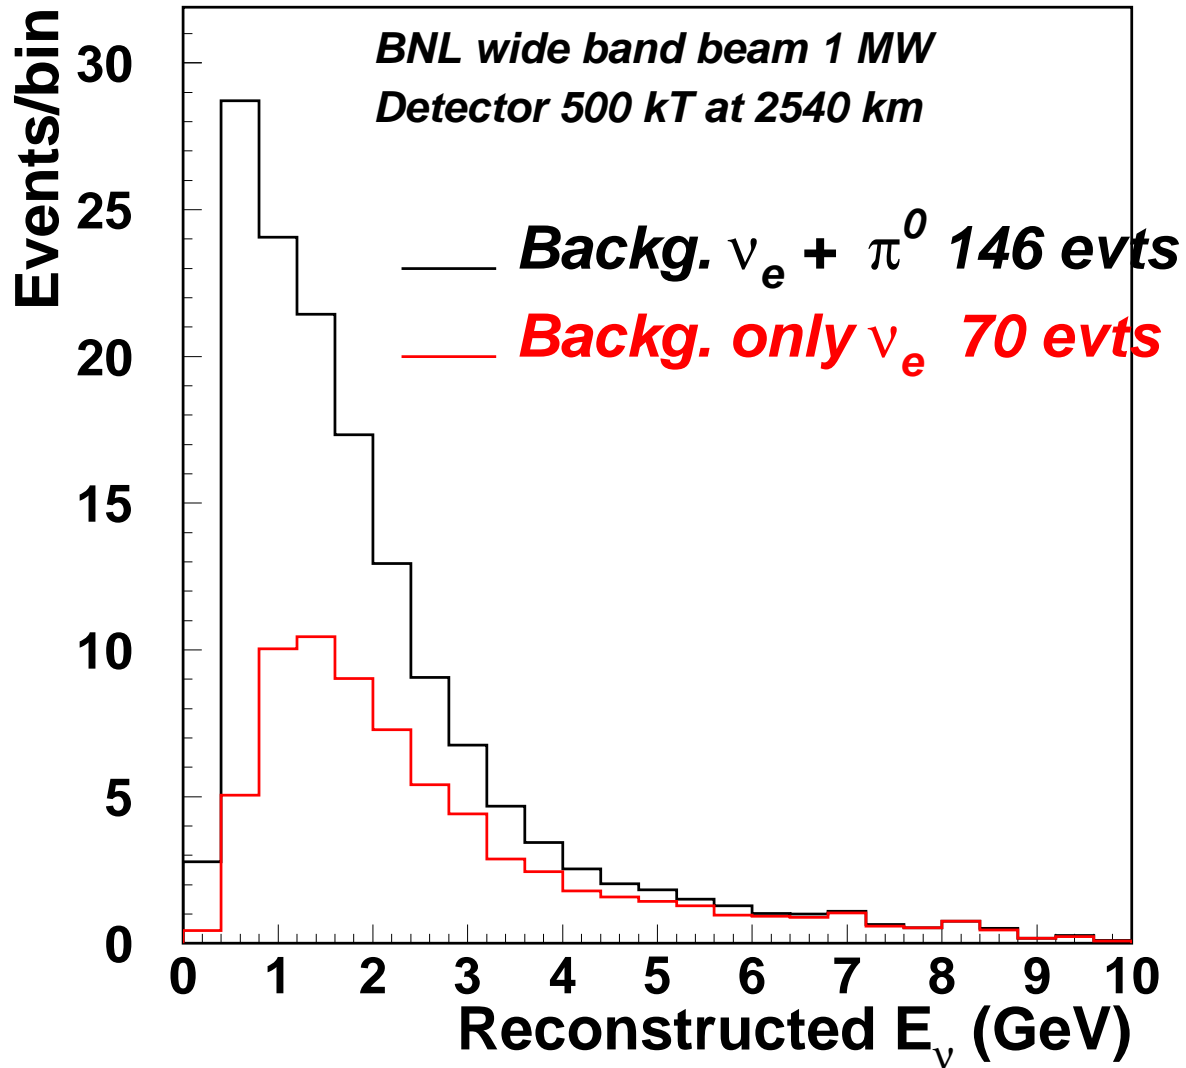 BNL wide band beam 1 MW
Detector 500 kT at 2540 km
Backg. νe + π0 146 evts
Backg. only νe 70 evts
Events/bin
30
25
20
15
10
5
0
0 1 2 3 4 5 6 7 8 9 10
Reconstructed Eν (GeV)